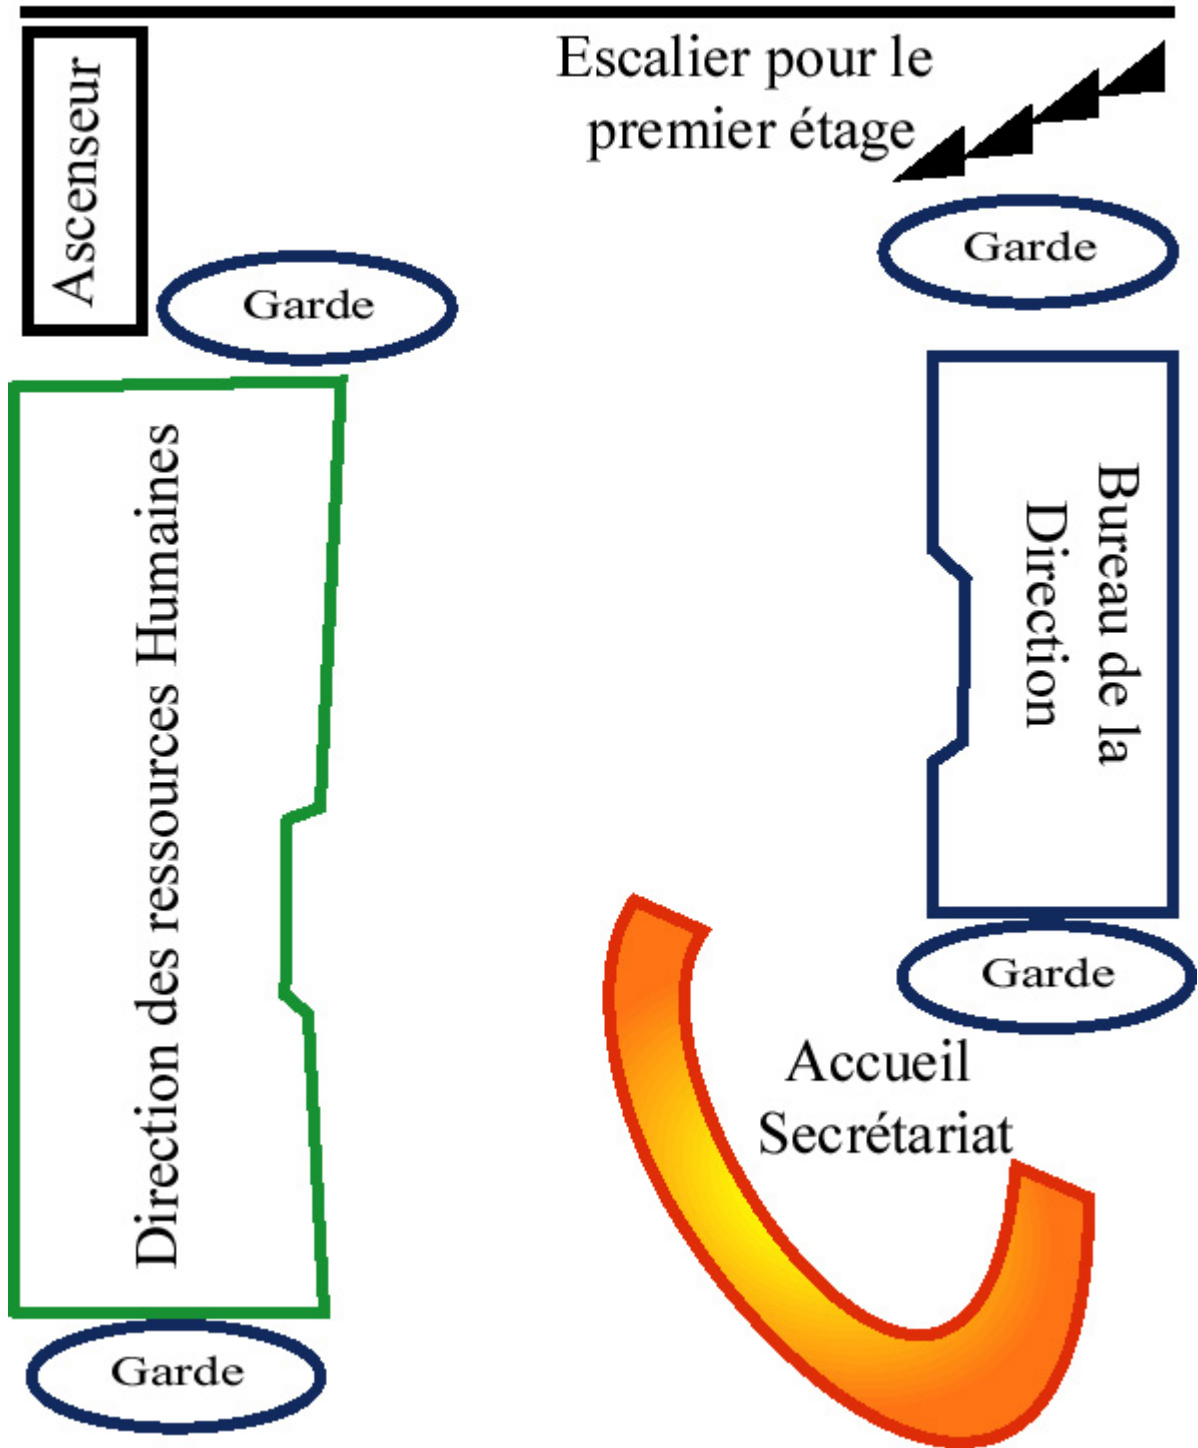 Ascenseur
Escalier pour le
premier étage
Garde
Garde
Direction des ressources Humaines
Bureau de la
Direction
Garde
Accueil
Secrétariat
Garde